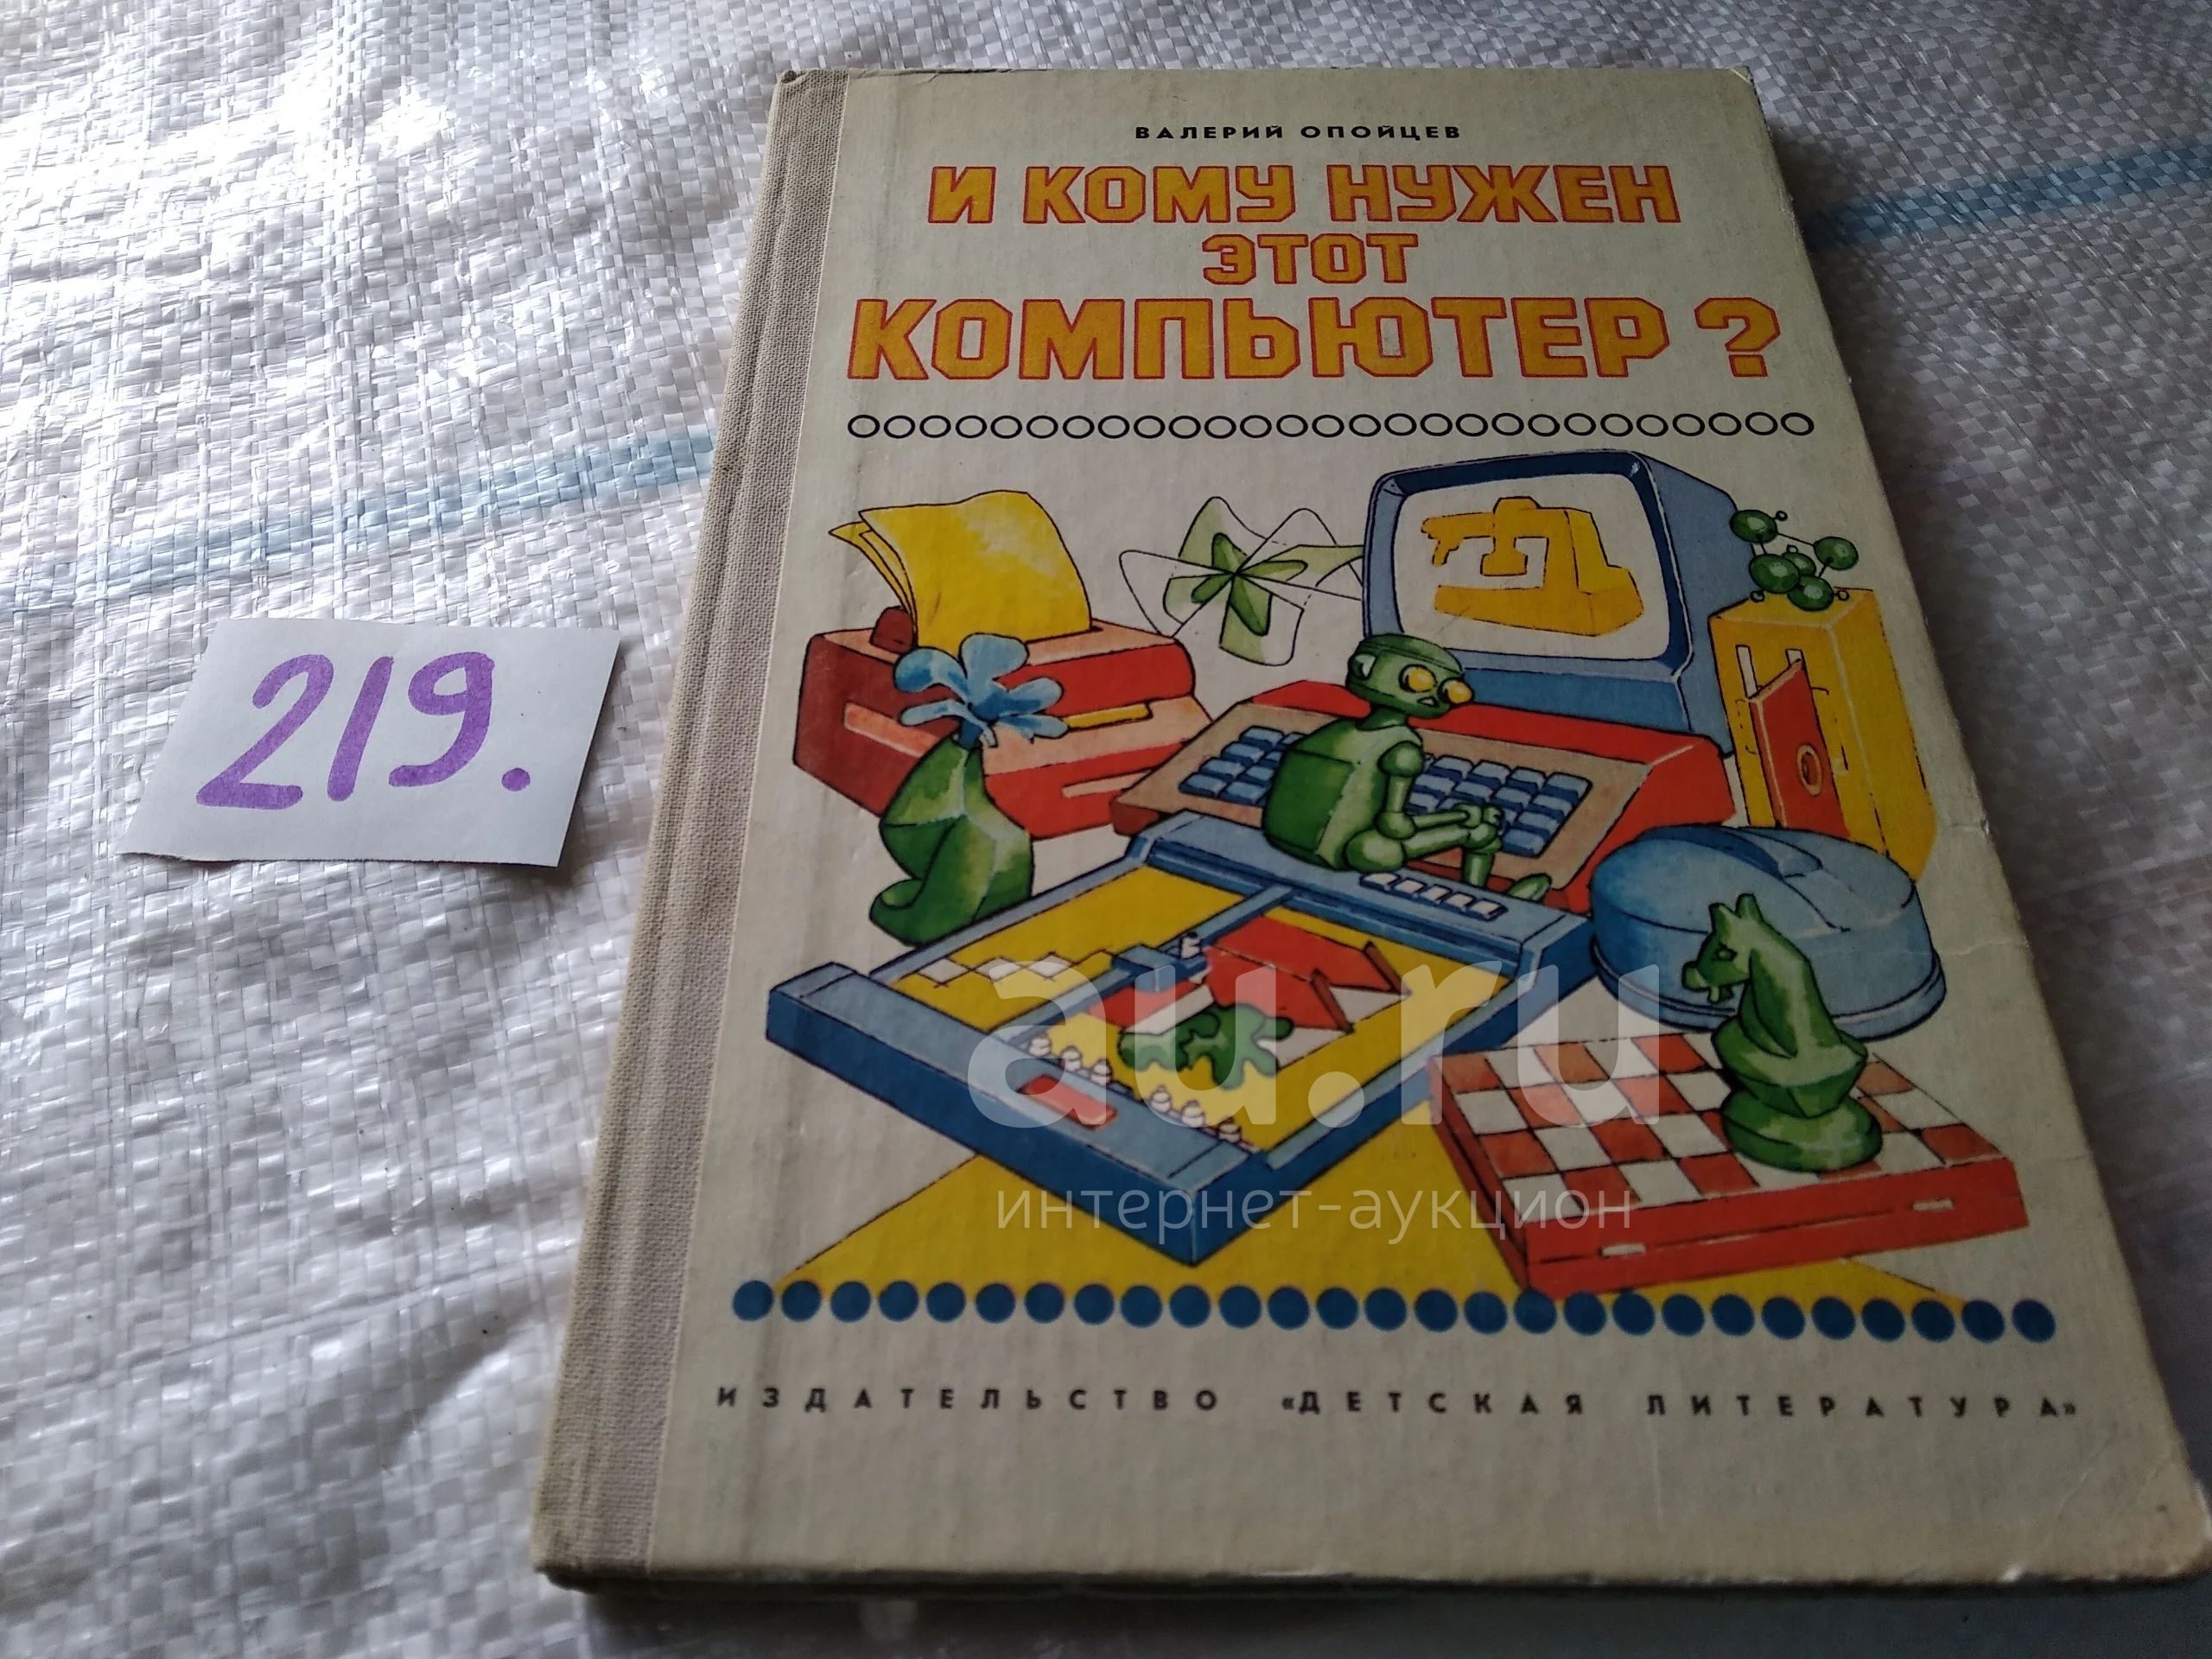 ВАЛЕРИЙ ОПОЙЦЕВ
И КОМУ НУЖЕН
ЭТОТ
КОМПЬЮТЕР?
219.
au.ru
интернет-аукцион
ИЗДАТЕЛЬСТВО «ДЕТСКАЯ ЛИТЕРАТУРА»